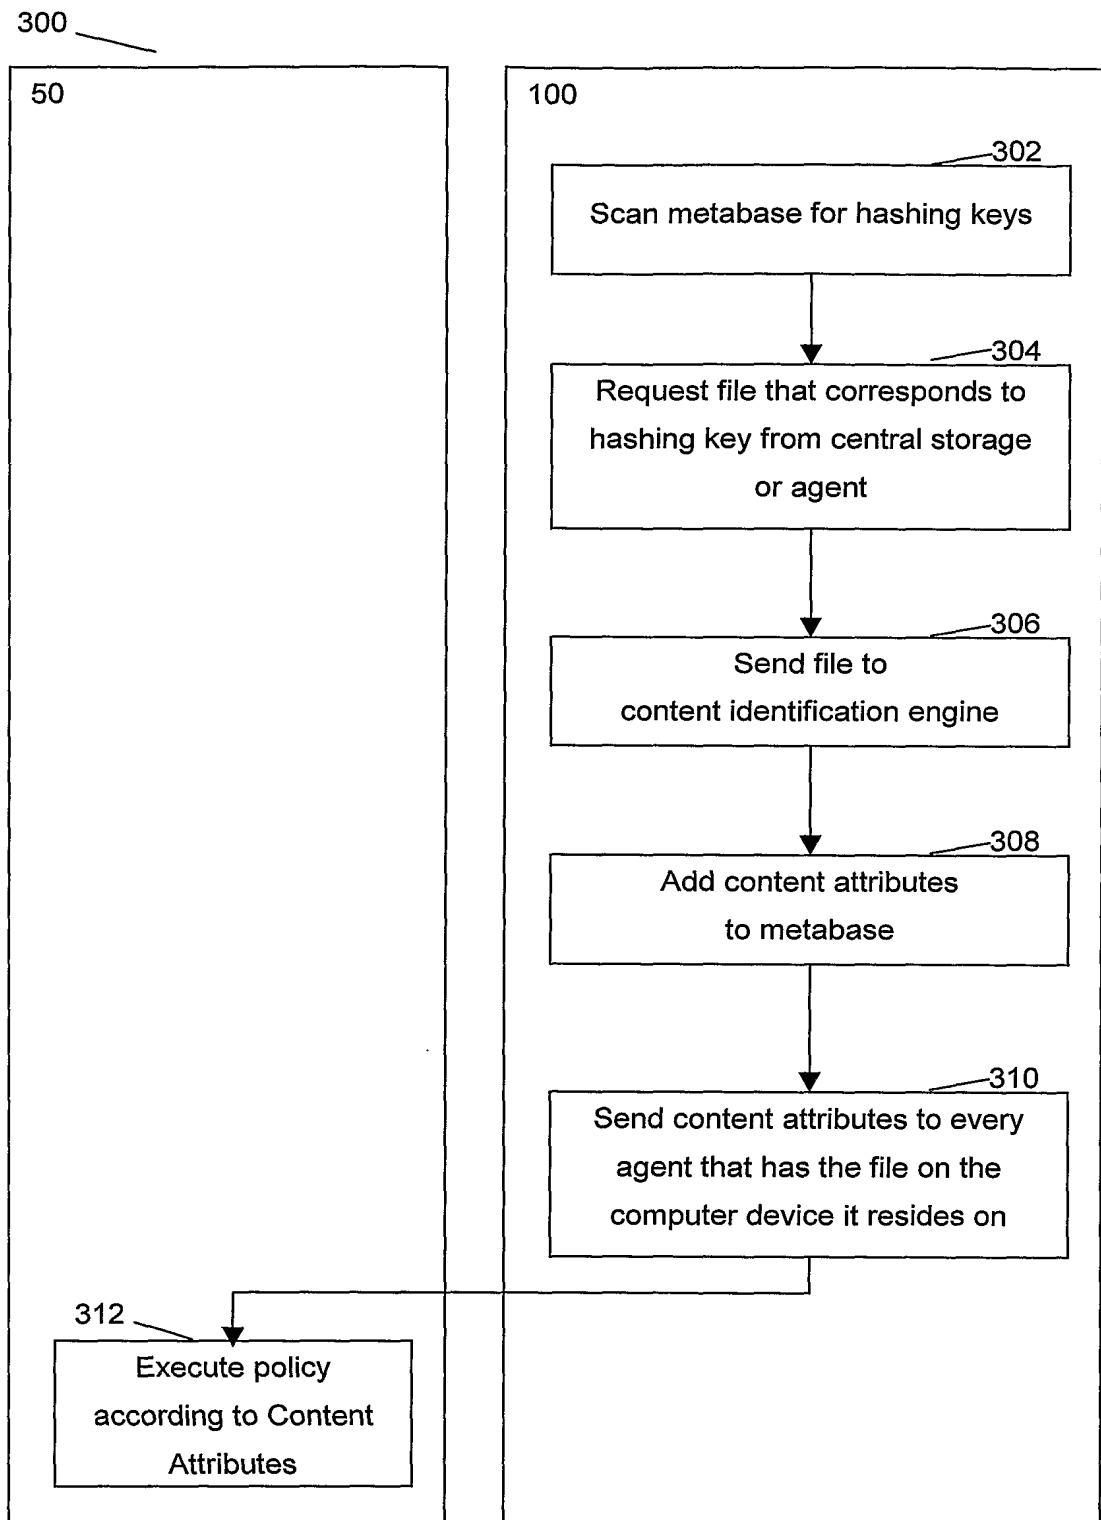 300
50
100
302
Scan metabase for hashing keys
304
Request file that corresponds to
hashing key from central storage
or agent
306
Send file to
content identification engine
308
Add content attributes
to metabase
310
Send content attributes to every
agent that has the file on the
computer device it resides on
312
Execute policy
according to Content
Attributes